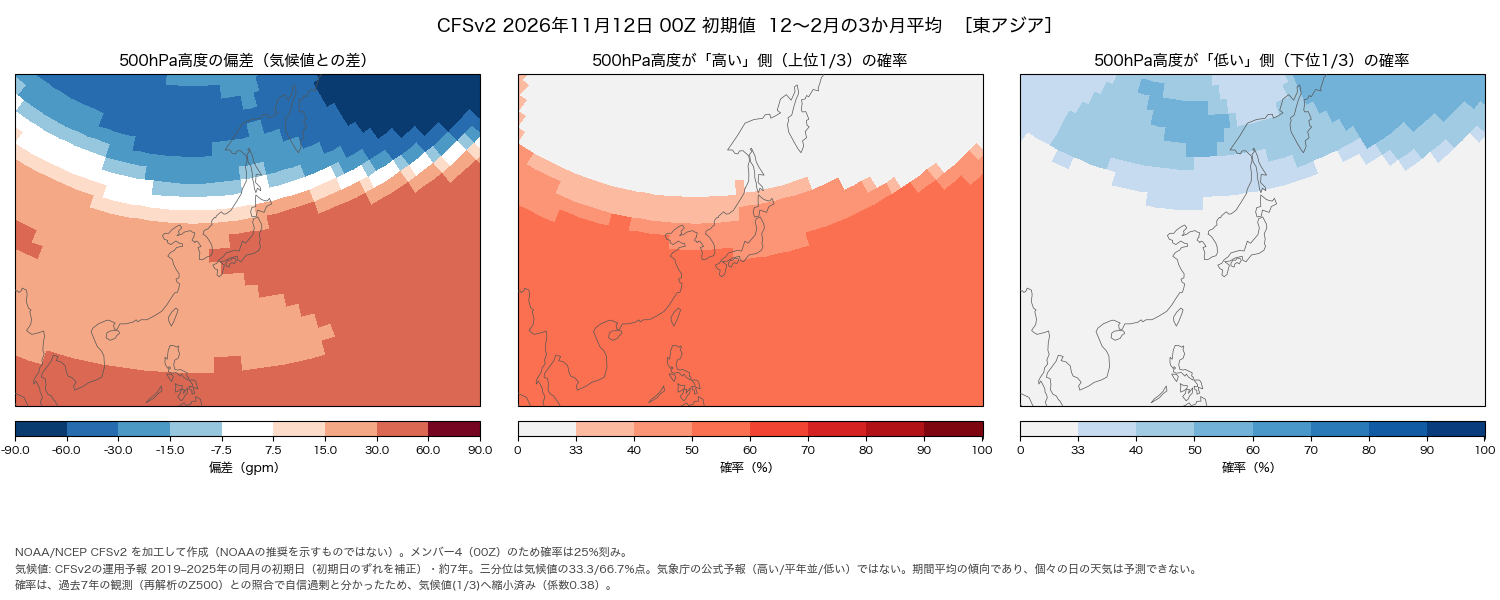 CFSv2 2026年11月12日 00Z 初期値 12～2月の3か月平均 ［東アジア］
500hPa高度の偏差（気候値との差）
500hPa高度が「高い」側（上位1/3）の確率
500hPa高度が「低い」側（下位1/3）の確率
-90.0 -60.0 -30.0 -15.0 -7.5 7.5 15.0 30.0 60.0 90.0
偏差（gpm）
0 33 40 50 60 70 80 90 100
確率（%）
0 33 40 50 60 70 80 90 100
確率（%）
NOAA/NCEP CFSv2 を加工して作成（NOAAの推奨を示すものではない）。メンバー4（00Z）のため確率は25%刻み。
気候値: CFSv2の運用予報 2019–2025年の同月の初期日（初期日のずれを補正）・約7年。三分位は気候値の33.3/66.7%点。気象庁の公式予報（高い/平年並/低い）ではない。期間平均の傾向であり、個々の日の天気は予測できない。
確率は、過去7年の観測（再解析のZ500）との照合で自信過剰と分かったため、気候値(1/3)へ縮小済み（係数0.38）。